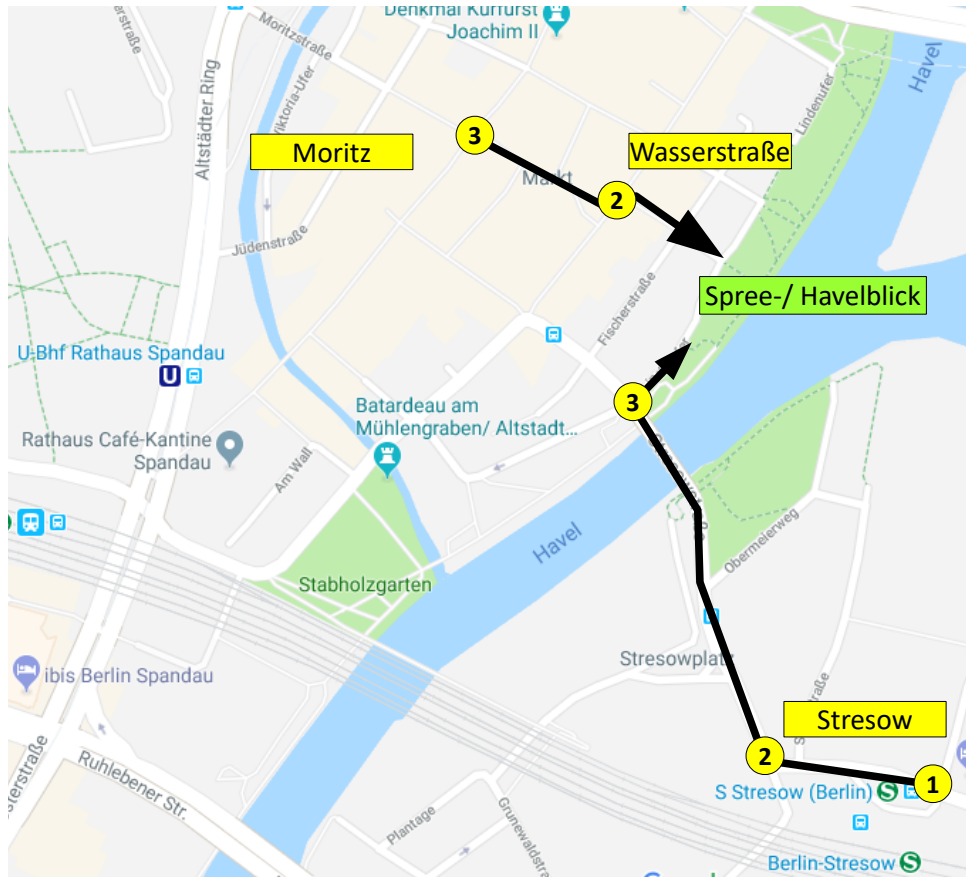 Denkmal Kurfürst
Joachim II
Moritzstraße
Altstädter Ring
Viktoria-Ufer
Lindenufer
Havel
Moritz
3
Wasserstraße
Markt
2
Jüdenstraße
Spree-/ Havelblick
Fischerstraße
U-Bhf Rathaus Spandau
U
3
Batardeau am
Mühlengraben/ Altstadt...
Rathaus Café-Kantine
Spandau
Am Wall
Havel
Obermeierweg
Stabholzgarten
Stresowplatz
ibis Berlin Spandau
Stresow
2
1
Ruhlebener Str.
S Stresow (Berlin)
S
Plantage
Grunewaldstraße
Berlin-Stresow
S